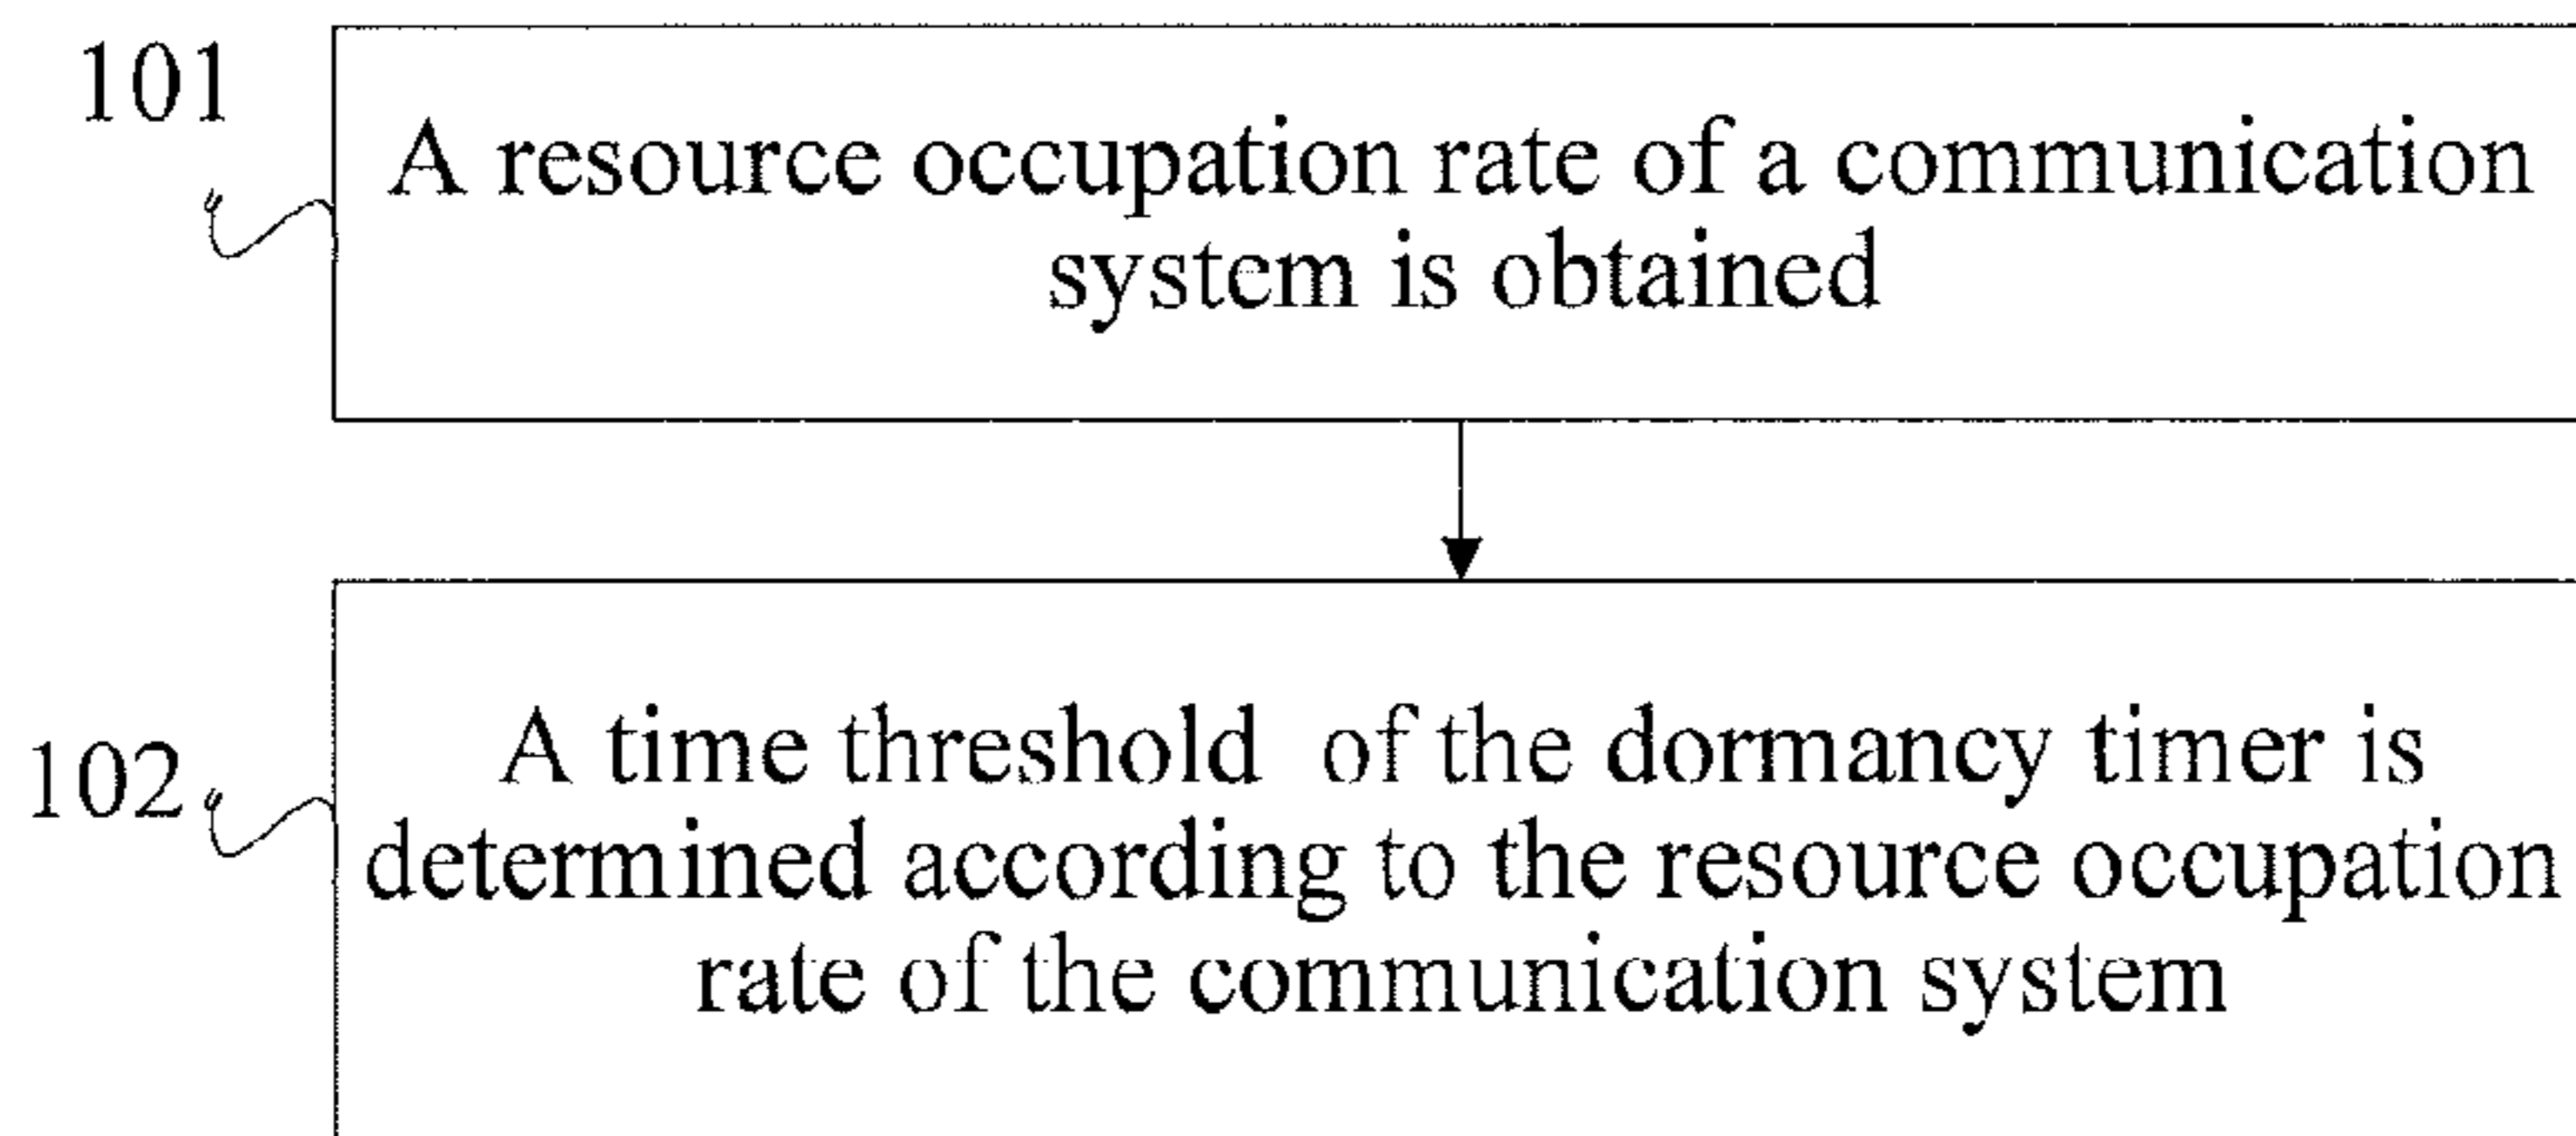 101
A resource occupation rate of a communication
system is obtained
102
A time threshold of the dormancy timer is
determined according to the resource occupation
rate of the communication system